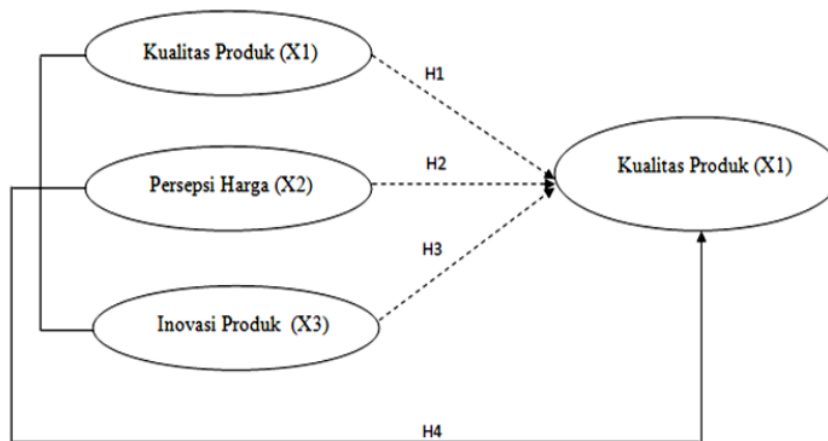 Kualitas Produk (X1)
H1
Persepsi Harga (X2)
H2
Kualitas Produk (X1)
H3
Inovasi Produk (X3)
H4